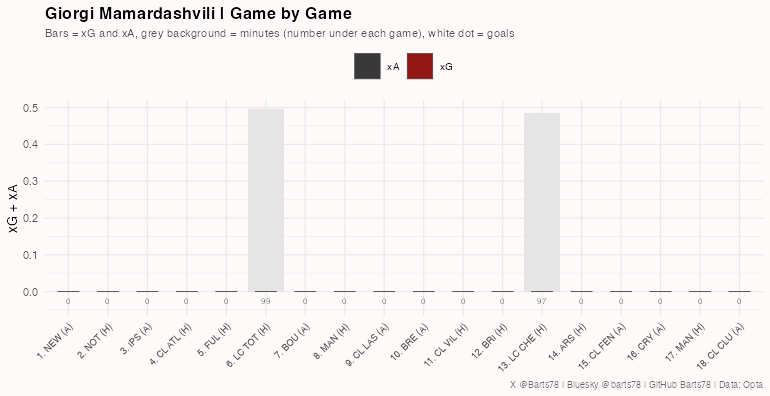 Giorgi Mamardashvili | Game by Game
Bars = xG and xA, grey background = minutes (number under each game), white dot = goals
xA xG
xG + xA
0.5
0.4
0.3
0.2
0.1
0.0
0 0 0 0 0 99 0 0 0 0 0 0 97 0 0 0 0 0
1. NEW (A)
2. NOT (H)
3. IPS (A)
4. CL ATL (H)
5. FUL (H)
6. LC TOT (H)
7. BOU (A)
8. MAN (H)
9. CL LAS (A)
10. BRE (A)
11. CL VIL (H)
12. BRI (H)
13. LC CHE (H)
14. ARS (H)
15. CL FEN (A)
16. CRY (A)
17. MAN (H)
18. CL CLU (A)
X @Barts78 | Bluesky @barts78 | GitHub Barts78 | Data: Opta